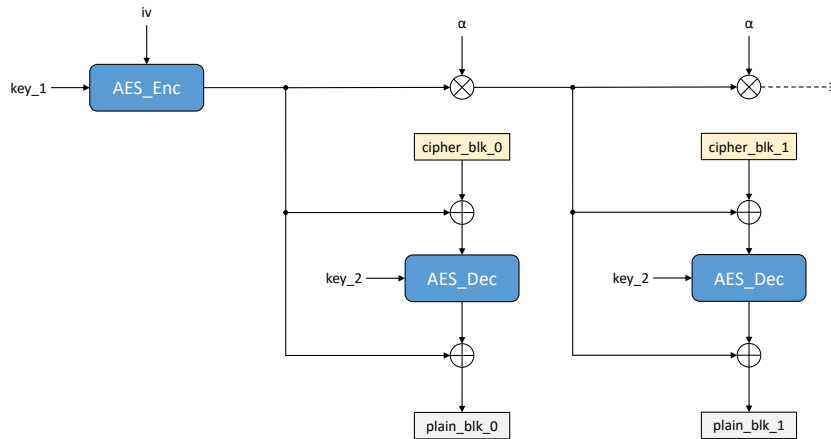 iv
α
α
key_1
AES_Enc
cipher_blk_0
cipher_blk_1
key_2
AES_Dec
key_2
AES_Dec
plain_blk_0
plain_blk_1